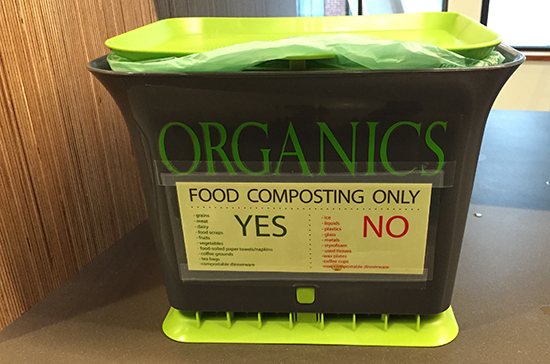 ORGANICS
FOOD COMPOSTING ONLY
YES
- grains
- meat
- dairy
- food scraps
- fruits
- vegetables
- food-soiled paper towels/napkins
- coffee grounds
- tea bags
- compostable dinnerware
NO
- ice
- liquids
- plastics
- glass
- metals
- styrofoam
- used tissues
- wax plates
- coffee cups
- dinnerware